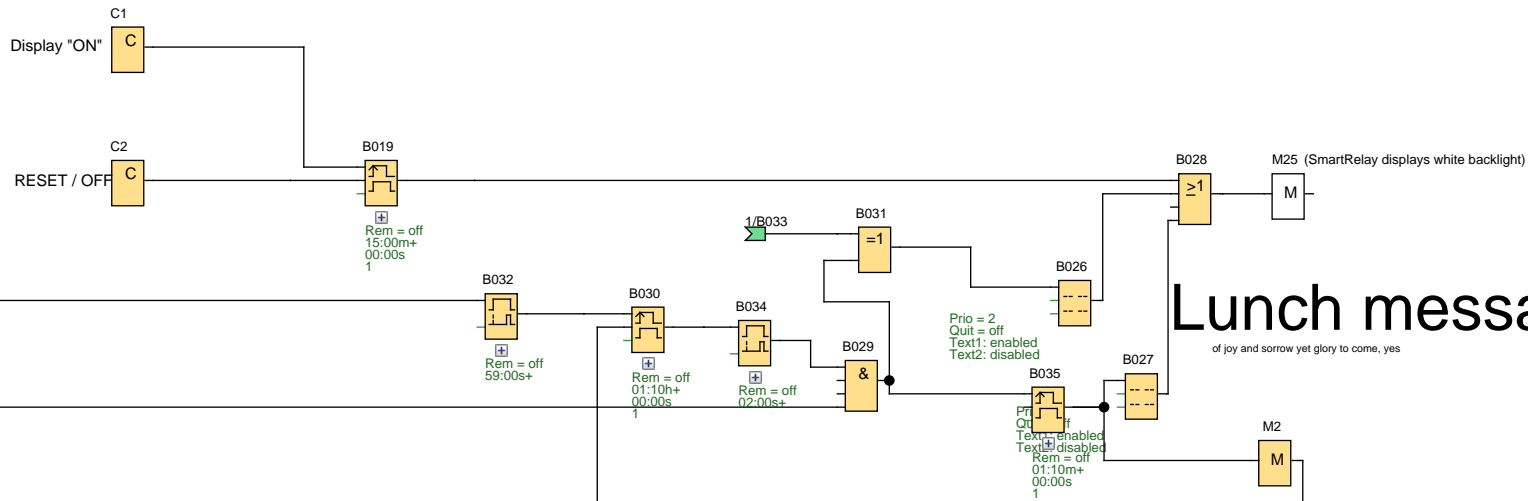 C1
Display "ON"
C
C2
RESET / OFF
C
B019
Rem = off
15:00m+
00:00s
1
B028
≥1
M25 (SmartRelay displays white backlight)
M
1/B033
B031
=1
B026
Prio = 2
Quit = off
Text1: enabled
Text2: disabled
B032
Rem = off
59:00s+
B030
Rem = off
01:10h+
00:00s
1
B034
Rem = off
02:00s+
B029
&
Lunch messa
of joy and sorrow yet glory to come, yes
B027
B035
enabled
disabled
Rem = off
01:10m+
00:00s
1
M2
M